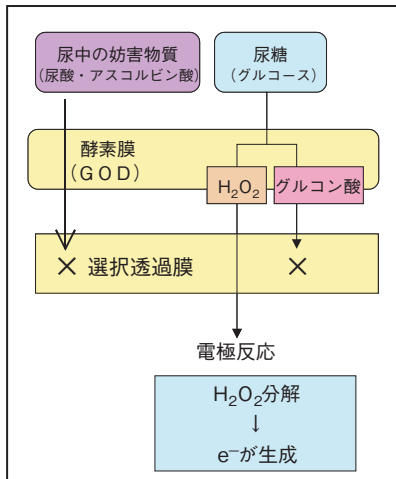 尿中の妨害物質
(尿酸・アスコルビン酸)
尿糖
(グルコース)
酵素膜
(GOD)
H₂O₂
グルコン酸
× 選択透過膜 ×
電極反応
H₂O₂分解
↓
e⁻が生成